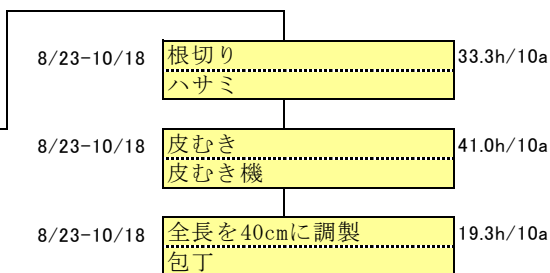 8/23-10/18 根切り 33.3h/10a
ハサミ
8/23-10/18 皮むき 41.0h/10a
皮むき機
8/23-10/18 全長を40cmに調製 19.3h/10a
包丁